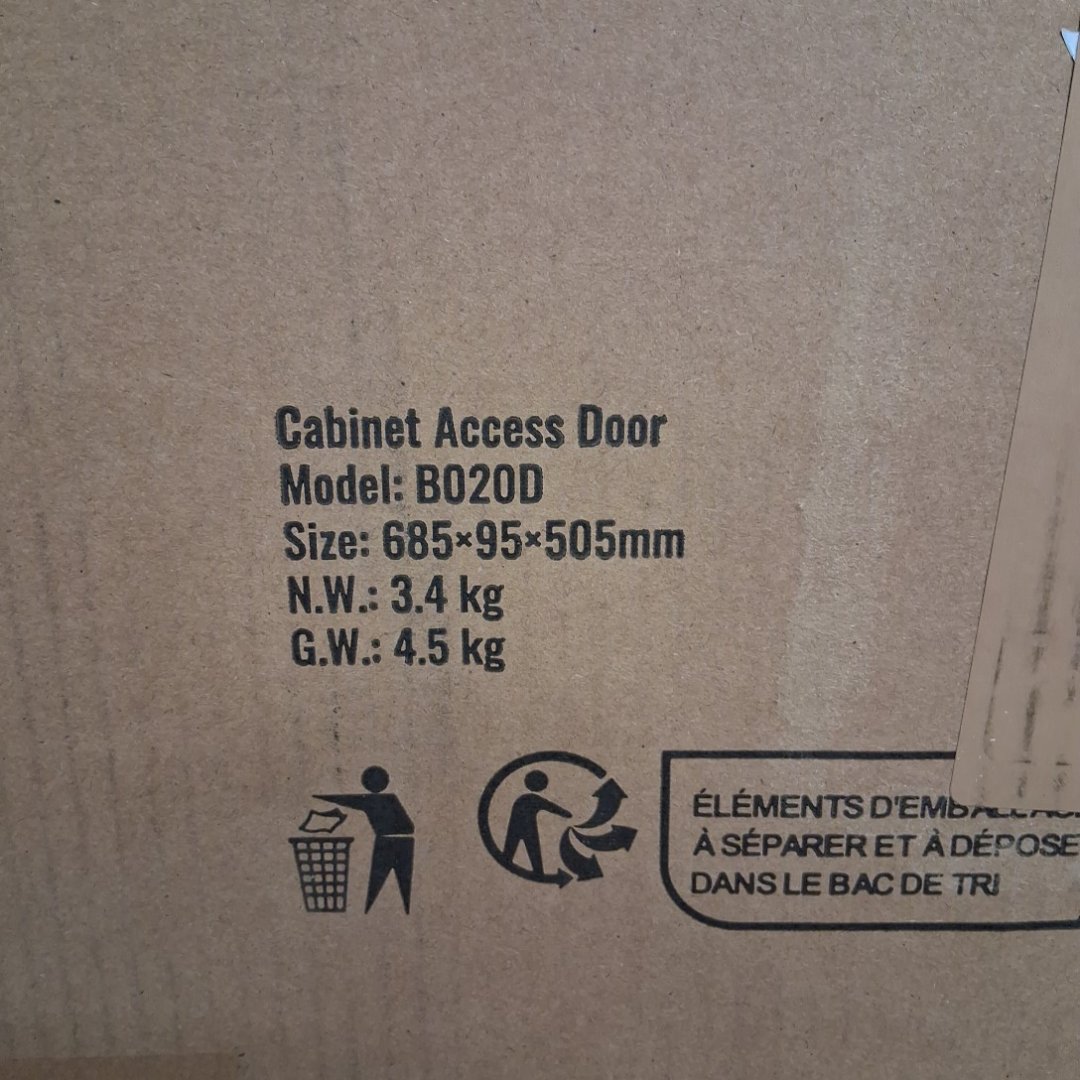 Cabinet Access Door
Model: B020D
Size: 685×95×505mm
N.W.: 3.4 kg
G.W.: 4.5 kg
ÉLÉMENTS
À SÉPARER ET À DÉPOSE
DANS LE BAC DE TRI